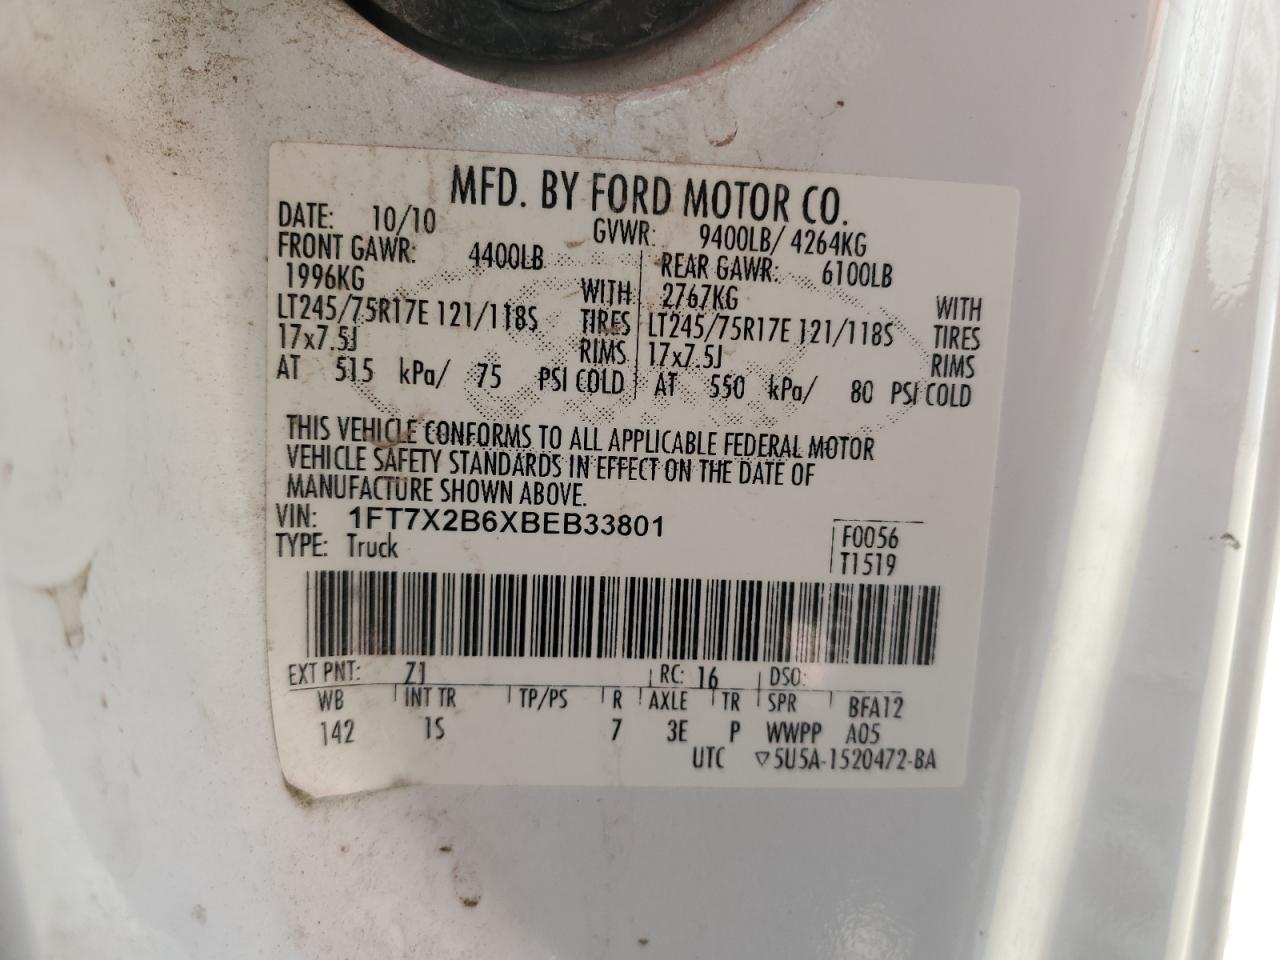 MFD. BY FORD MOTOR CO.
DATE: 10/10 GVWR: 9400LB/ 4264KG
FRONT GAWR: 4400LB REAR GAWR: 6100LB
1996KG WITH 2767KG WITH
LT245/75R17E 121/118S TIRES LT245/75R17E 121/118S TIRES
17x7.5J RIMS 17x7.5J RIMS
AT 515 kPa/ 75 PSI COLD AT 550 kPa/ 80 PSI COLD
THIS VEHICLE CONFORMS TO ALL APPLICABLE FEDERAL MOTOR
VEHICLE SAFETY STANDARDS IN EFFECT ON THE DATE OF
MANUFACTURE SHOWN ABOVE.
VIN: 1FT7X2B6XBEB33801
F0056
TYPE: Truck
T1519
EXT PNT: Z1 RC: 16 DSO:
WB INT TR TP/PS R AXLE TR SPR BFA12
142 1S 7 3E P WWPP A05
UTC ▽5U5A-1520472-BA